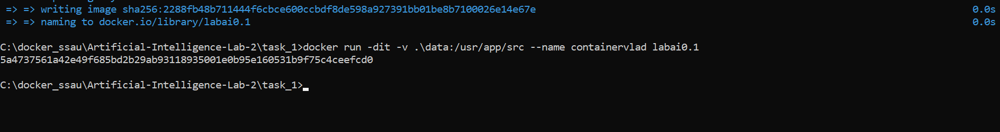 => => writing image sha256:2288fb48b711444f6cbce600ccbdf8de598a927391bb01be8b7100026e14e67e 0.0s
=> => naming to docker.io/library/labai0.1 0.0s
C:\docker_ssau\Artificial-Intelligence-Lab-2\task_1>docker run -dit -v .\data:/usr/app/src --name containervlad labai0.1
5a4737561a42e49f685bd2b29ab93118935001e0b95e160531b9f75c4ceefcd0
C:\docker_ssau\Artificial-Intelligence-Lab-2\task_1>